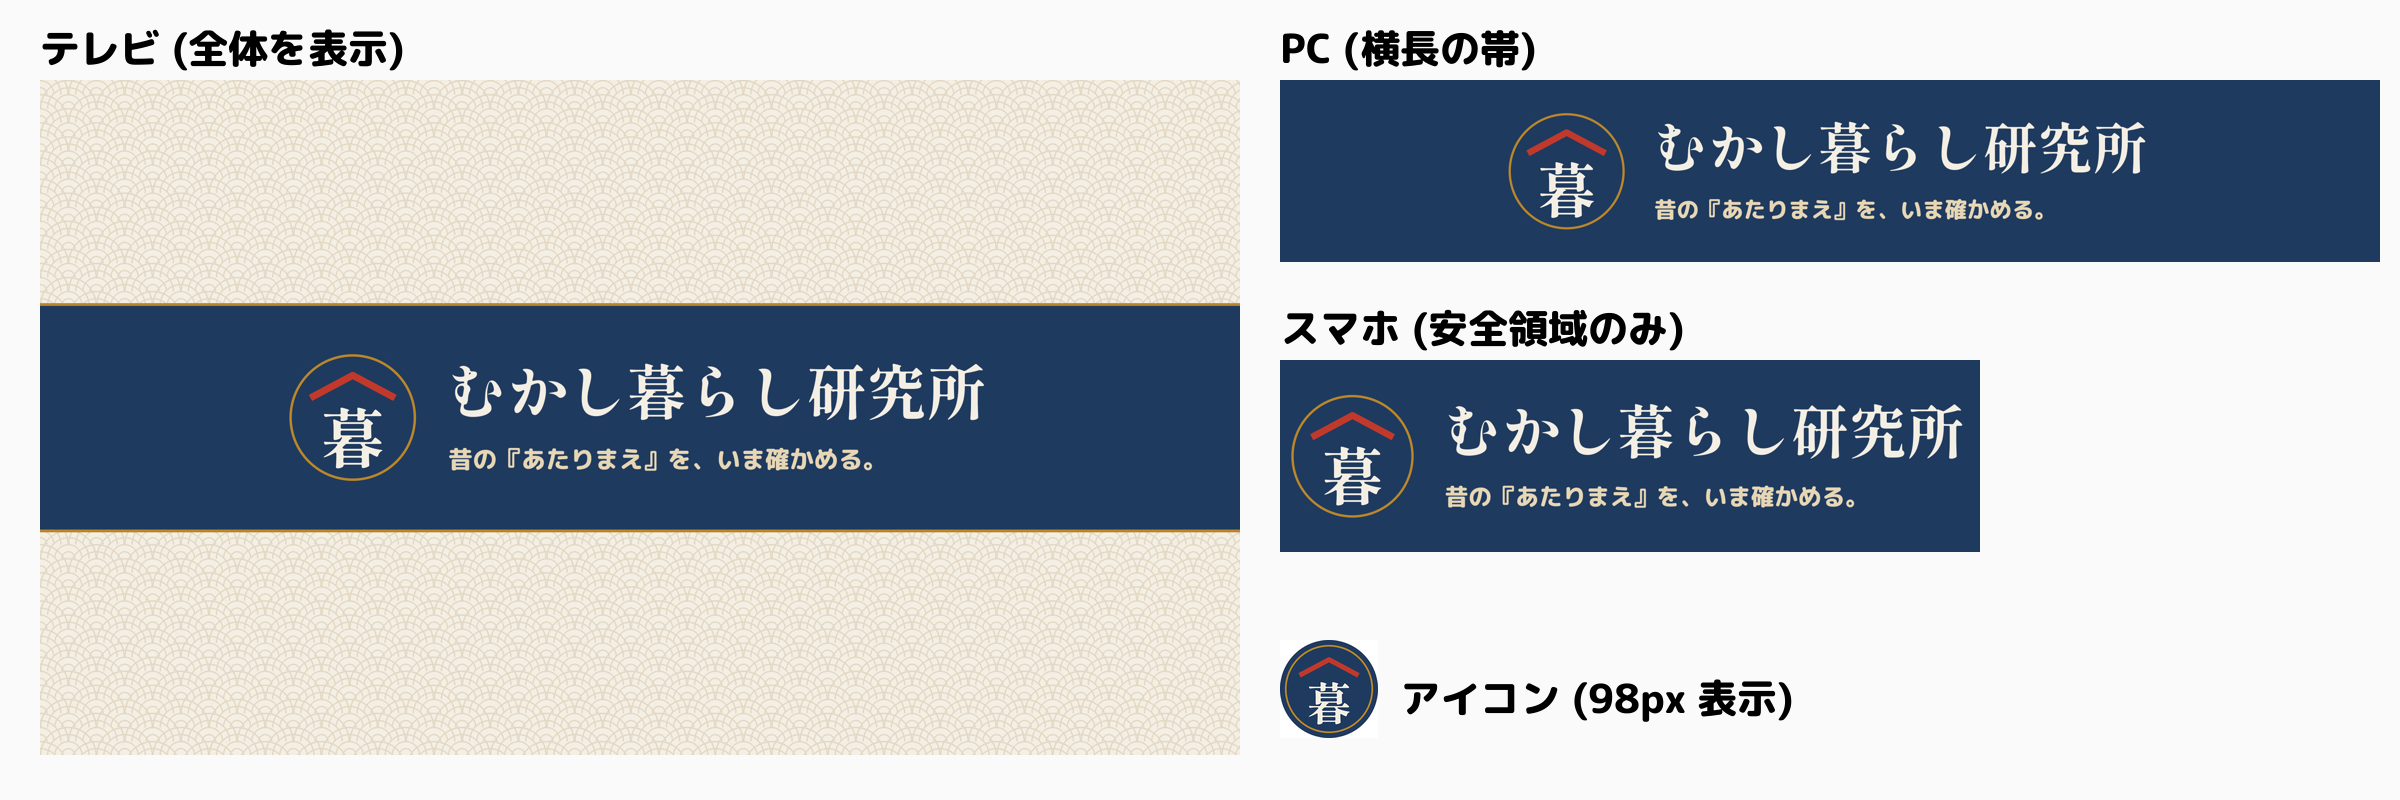 テレビ (全体を表示)
暮
むかし暮らし研究所
昔の『あたりまえ』を、いま確かめる。
PC (横長の帯)
暮
むかし暮らし研究所
昔の『あたりまえ』を、いま確かめる。
スマホ (安全領域のみ)
暮
むかし暮らし研究所
昔の『あたりまえ』を、いま確かめる。
暮
アイコン (98px 表示)